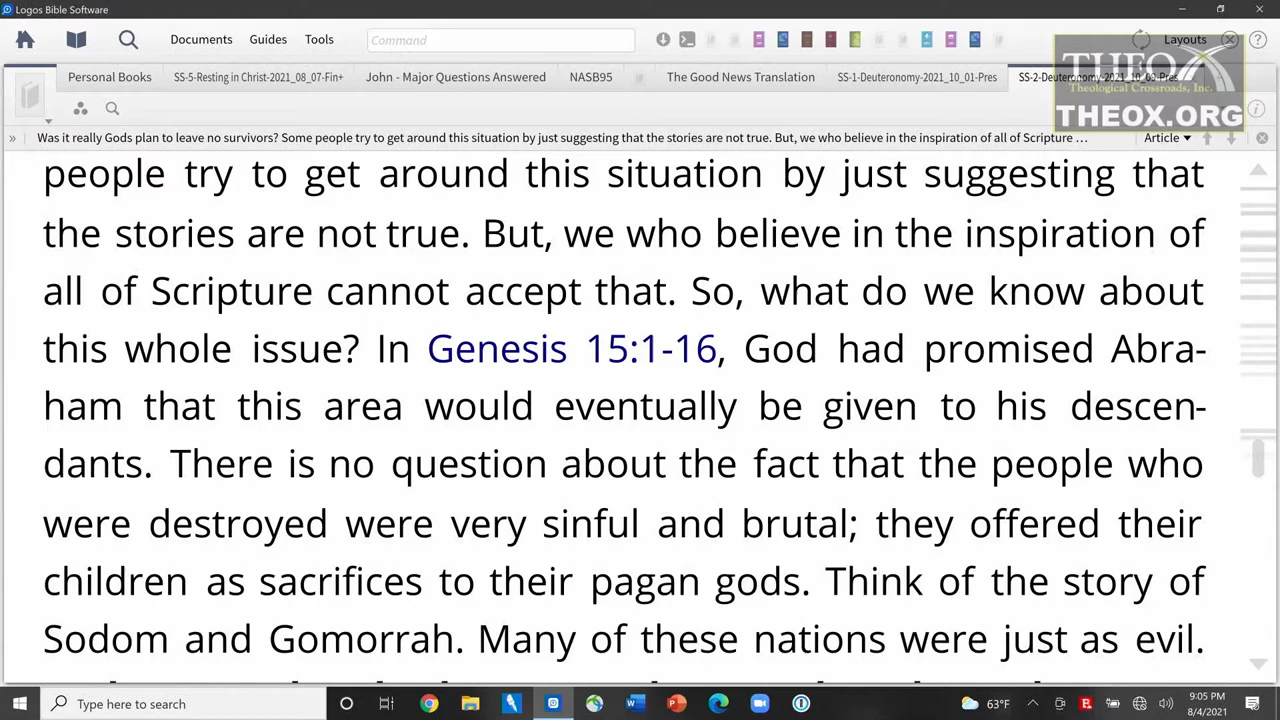 Logos Bible Software
Documents Guides Tools Command Layouts
THEOX
Theological Crossroads, Inc.
THEOX.ORG
Personal Books SS-5-Resting in Christ-2021_08_07-Fin+ John - Major Questions Answered NASB95 The Good News Translation SS-1-Deuteronomy-2021_10_01-Pres
» Was it really Gods plan to leave no survivors? Some people try to get around this situation by just suggesting that the stories are not true. But, we who believe in the inspiration of all of Scripture ... Article
people try to get around this situation by just suggesting that
the stories are not true. But, we who believe in the inspiration of
all of Scripture cannot accept that. So, what do we know about
this whole issue? In Genesis 15:1-16, God had promised Abra-
ham that this area would eventually be given to his descen-
dants. There is no question about the fact that the people who
were destroyed were very sinful and brutal; they offered their
children as sacrifices to their pagan gods. Think of the story of
Sodom and Gomorrah. Many of these nations were just as evil.
Type here to search
63°F
9:05 PM
8/4/2021